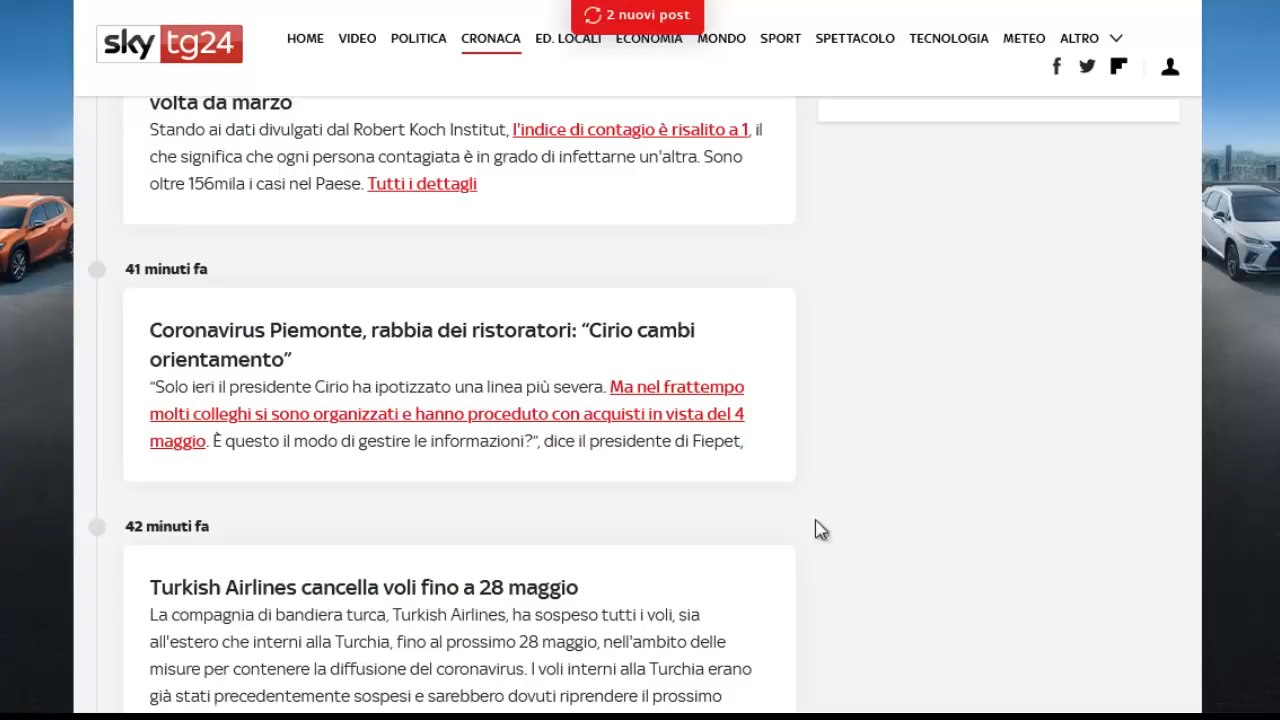 2 nuovi post
sky tg24
HOME VIDEO POLITICA CRONACA ED. LOCALI ECONOMIA MONDO SPORT SPETTACOLO TECNOLOGIA METEO ALTRO
volta da marzo
Stando ai dati divulgati dal Robert Koch Institut, l'indice di contagio è risalito a 1, il
che significa che ogni persona contagiata è in grado di infettarne un'altra. Sono
oltre 156mila i casi nel Paese. Tutti i dettagli
41 minuti fa
Coronavirus Piemonte, rabbia dei ristoratori: “Cirio cambi
orientamento”
“Solo ieri il presidente Cirio ha ipotizzato una linea più severa. Ma nel frattempo
molti colleghi si sono organizzati e hanno proceduto con acquisti in vista del 4
maggio. È questo il modo di gestire le informazioni?”, dice il presidente di Fiepet,
42 minuti fa
Turkish Airlines cancella voli fino a 28 maggio
La compagnia di bandiera turca, Turkish Airlines, ha sospeso tutti i voli, sia
all'estero che interni alla Turchia, fino al prossimo 28 maggio, nell'ambito delle
misure per contenere la diffusione del coronavirus. I voli interni alla Turchia erano
già stati precedentemente sospesi e sarebbero dovuti riprendere il prossimo